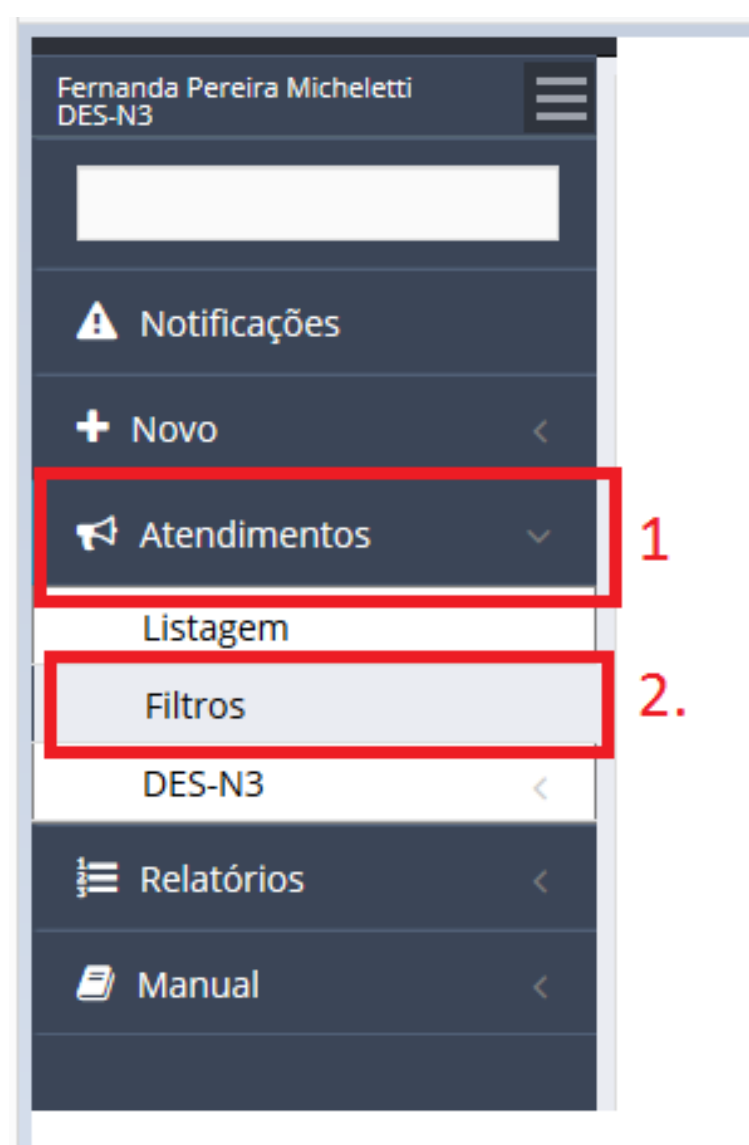 Fernanda Pereira Micheletti
DES-N3
Notificações
Novo
Atendimentos
1
Listagem
Filtros
2.
DES-N3
Relatórios
Manual